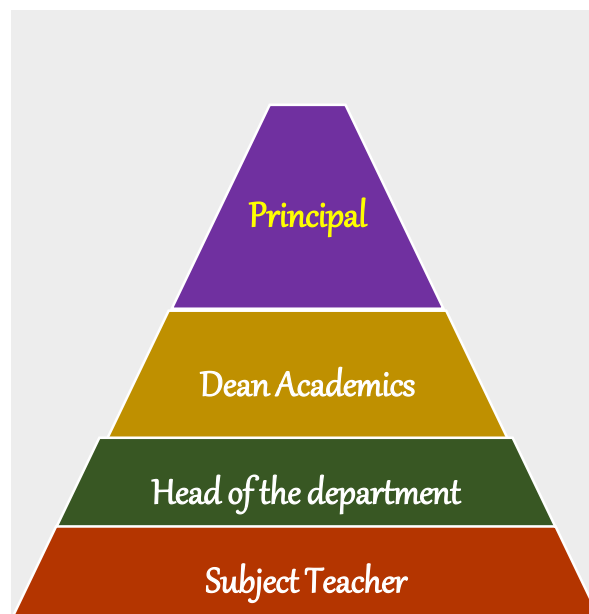 Principal
Dean Academics
Head of the department
Subject Teacher